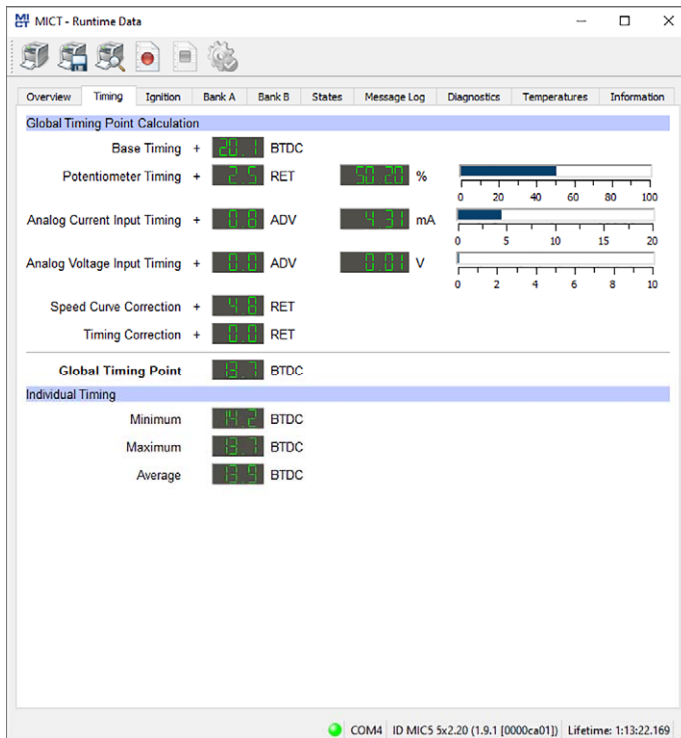 MICT - Runtime Data
Overview Timing Ignition Bank A Bank B States Message Log Diagnostics Temperatures Information
Global Timing Point Calculation
Base Timing + 20.1 BTDC
Potentiometer Timing + 2.5 RET 50.20 %
0 20 40 60 80 100
Analog Current Input Timing + 0.8 ADV 4.31 mA
0 5 10 15 20
Analog Voltage Input Timing + 0.0 ADV 0.01 V
0 2 4 6 8 10
Speed Curve Correction + 4.8 RET
Timing Correction + 0.0 RET
Global Timing Point 13.7 BTDC
Individual Timing
Minimum 14.2 BTDC
Maximum 13.7 BTDC
Average 13.9 BTDC
COM4 ID MIC5 5x2.20 (1.9.1 [0000ca01]) Lifetime: 1:13:22.169